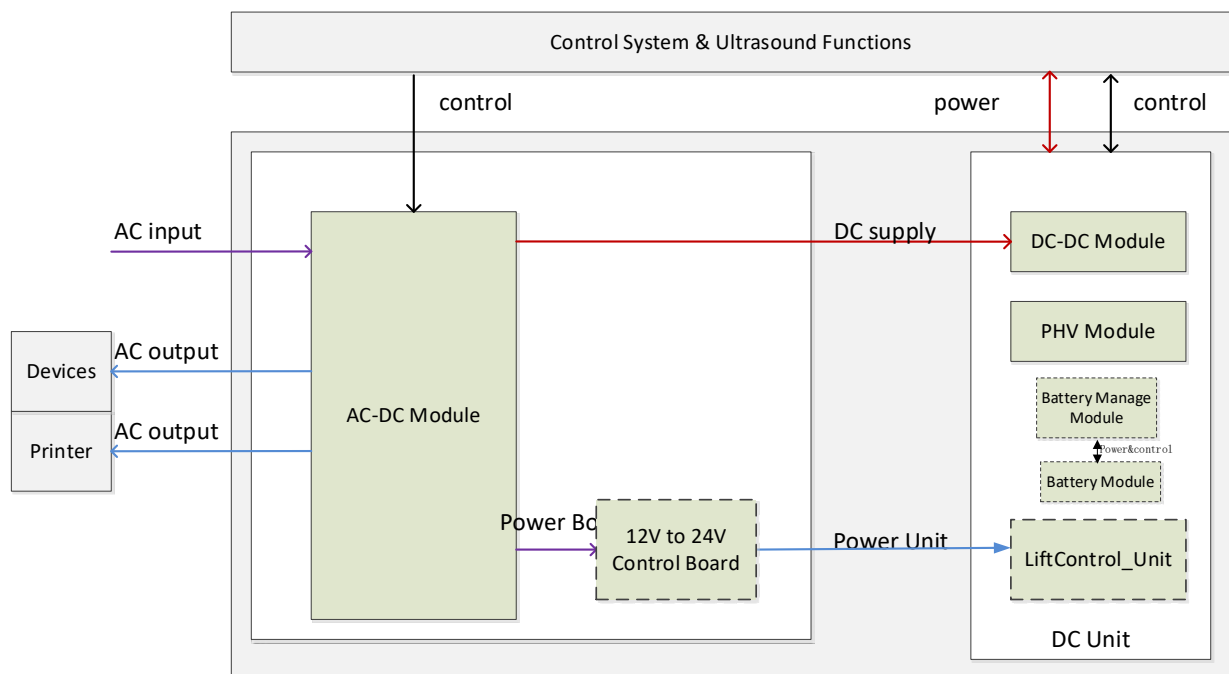 Control System & Ultrasound Functions
control
power
control
AC input
DC supply
DC-DC Module
AC output
Devices
PHV Module
AC-DC Module
AC output
Printer
Battery Manage
Module
Power&control
Battery Module
Power Bo
12V to 24V
Control Board
Power Unit
LiftControl_Unit
DC Unit